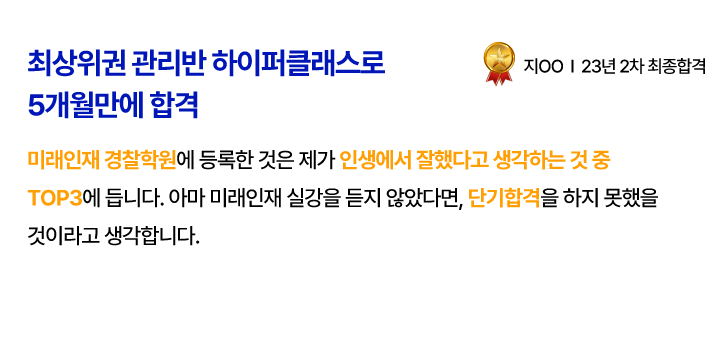 최상위권 관리반 하이퍼클래스로
5개월만에 합격
지OO ㅣ 23년 2차 최종합격
미래인재 경찰학원에 등록한 것은 제가 인생에서 잘했다고 생각하는 것 중
TOP3에 듭니다. 아마 미래인재 실강을 듣지 않았다면, 단기합격을 하지 못했을
것이라고 생각합니다.